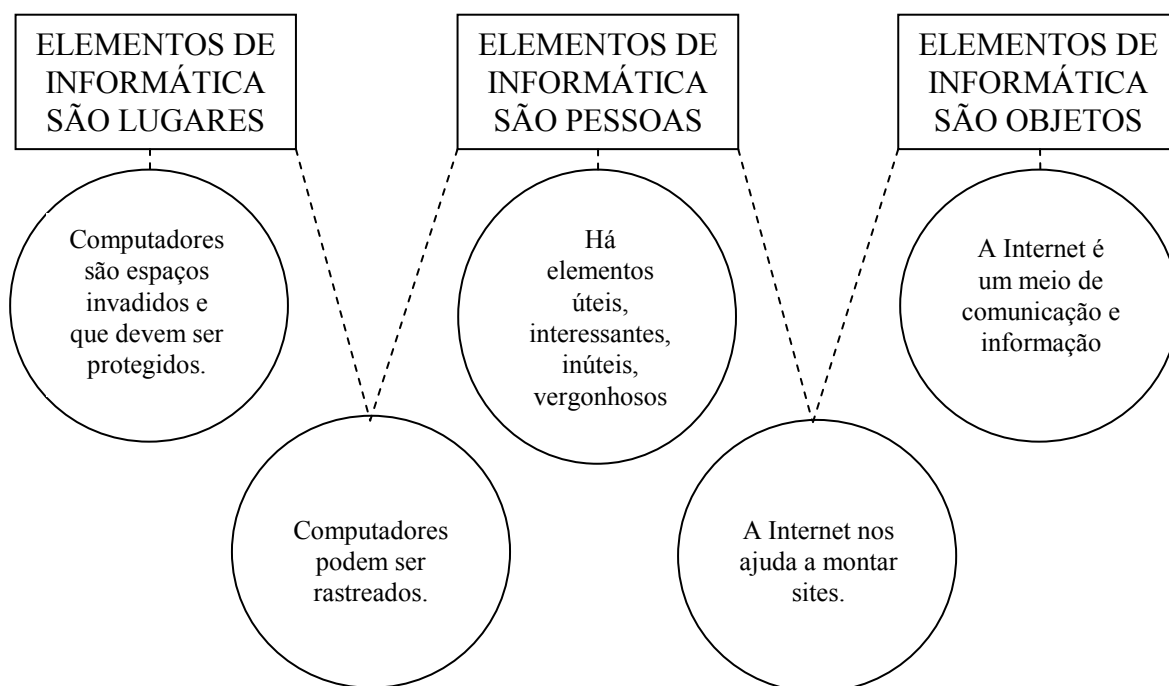 ELEMENTOS DE
INFORMÁTICA
SÃO LUGARES
ELEMENTOS DE
INFORMÁTICA
SÃO PESSOAS
ELEMENTOS DE
INFORMÁTICA
SÃO OBJETOS
Computadores
são espaços
invadidos e
que devem ser
protegidos.
Há
elementos
úteis,
interessantes,
inúteis,
vergonhosos
A Internet é
um meio de
comunicação e
informação
Computadores
podem ser
rastreados.
A Internet nos
ajuda a montar
sites.